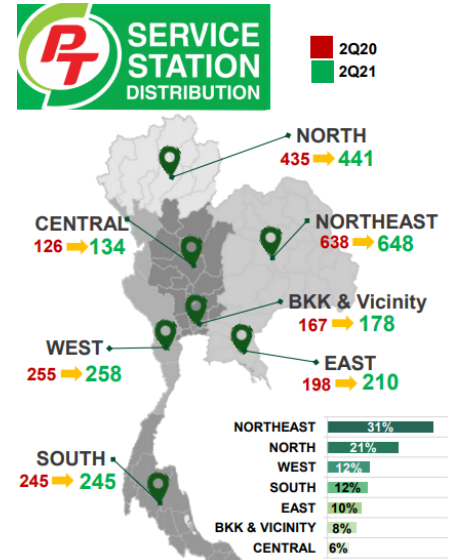 PT
SERVICE
STATION
DISTRIBUTION
2Q20
2Q21
NORTH
435 441
CENTRAL
126 134
NORTHEAST
638 648
BKK & Vicinity
167 178
WEST
255 258
EAST
198 210
SOUTH
245 245
NORTHEAST 31%
NORTH 21%
WEST 12%
SOUTH 12%
EAST 10%
BKK & VICINITY 8%
CENTRAL 6%